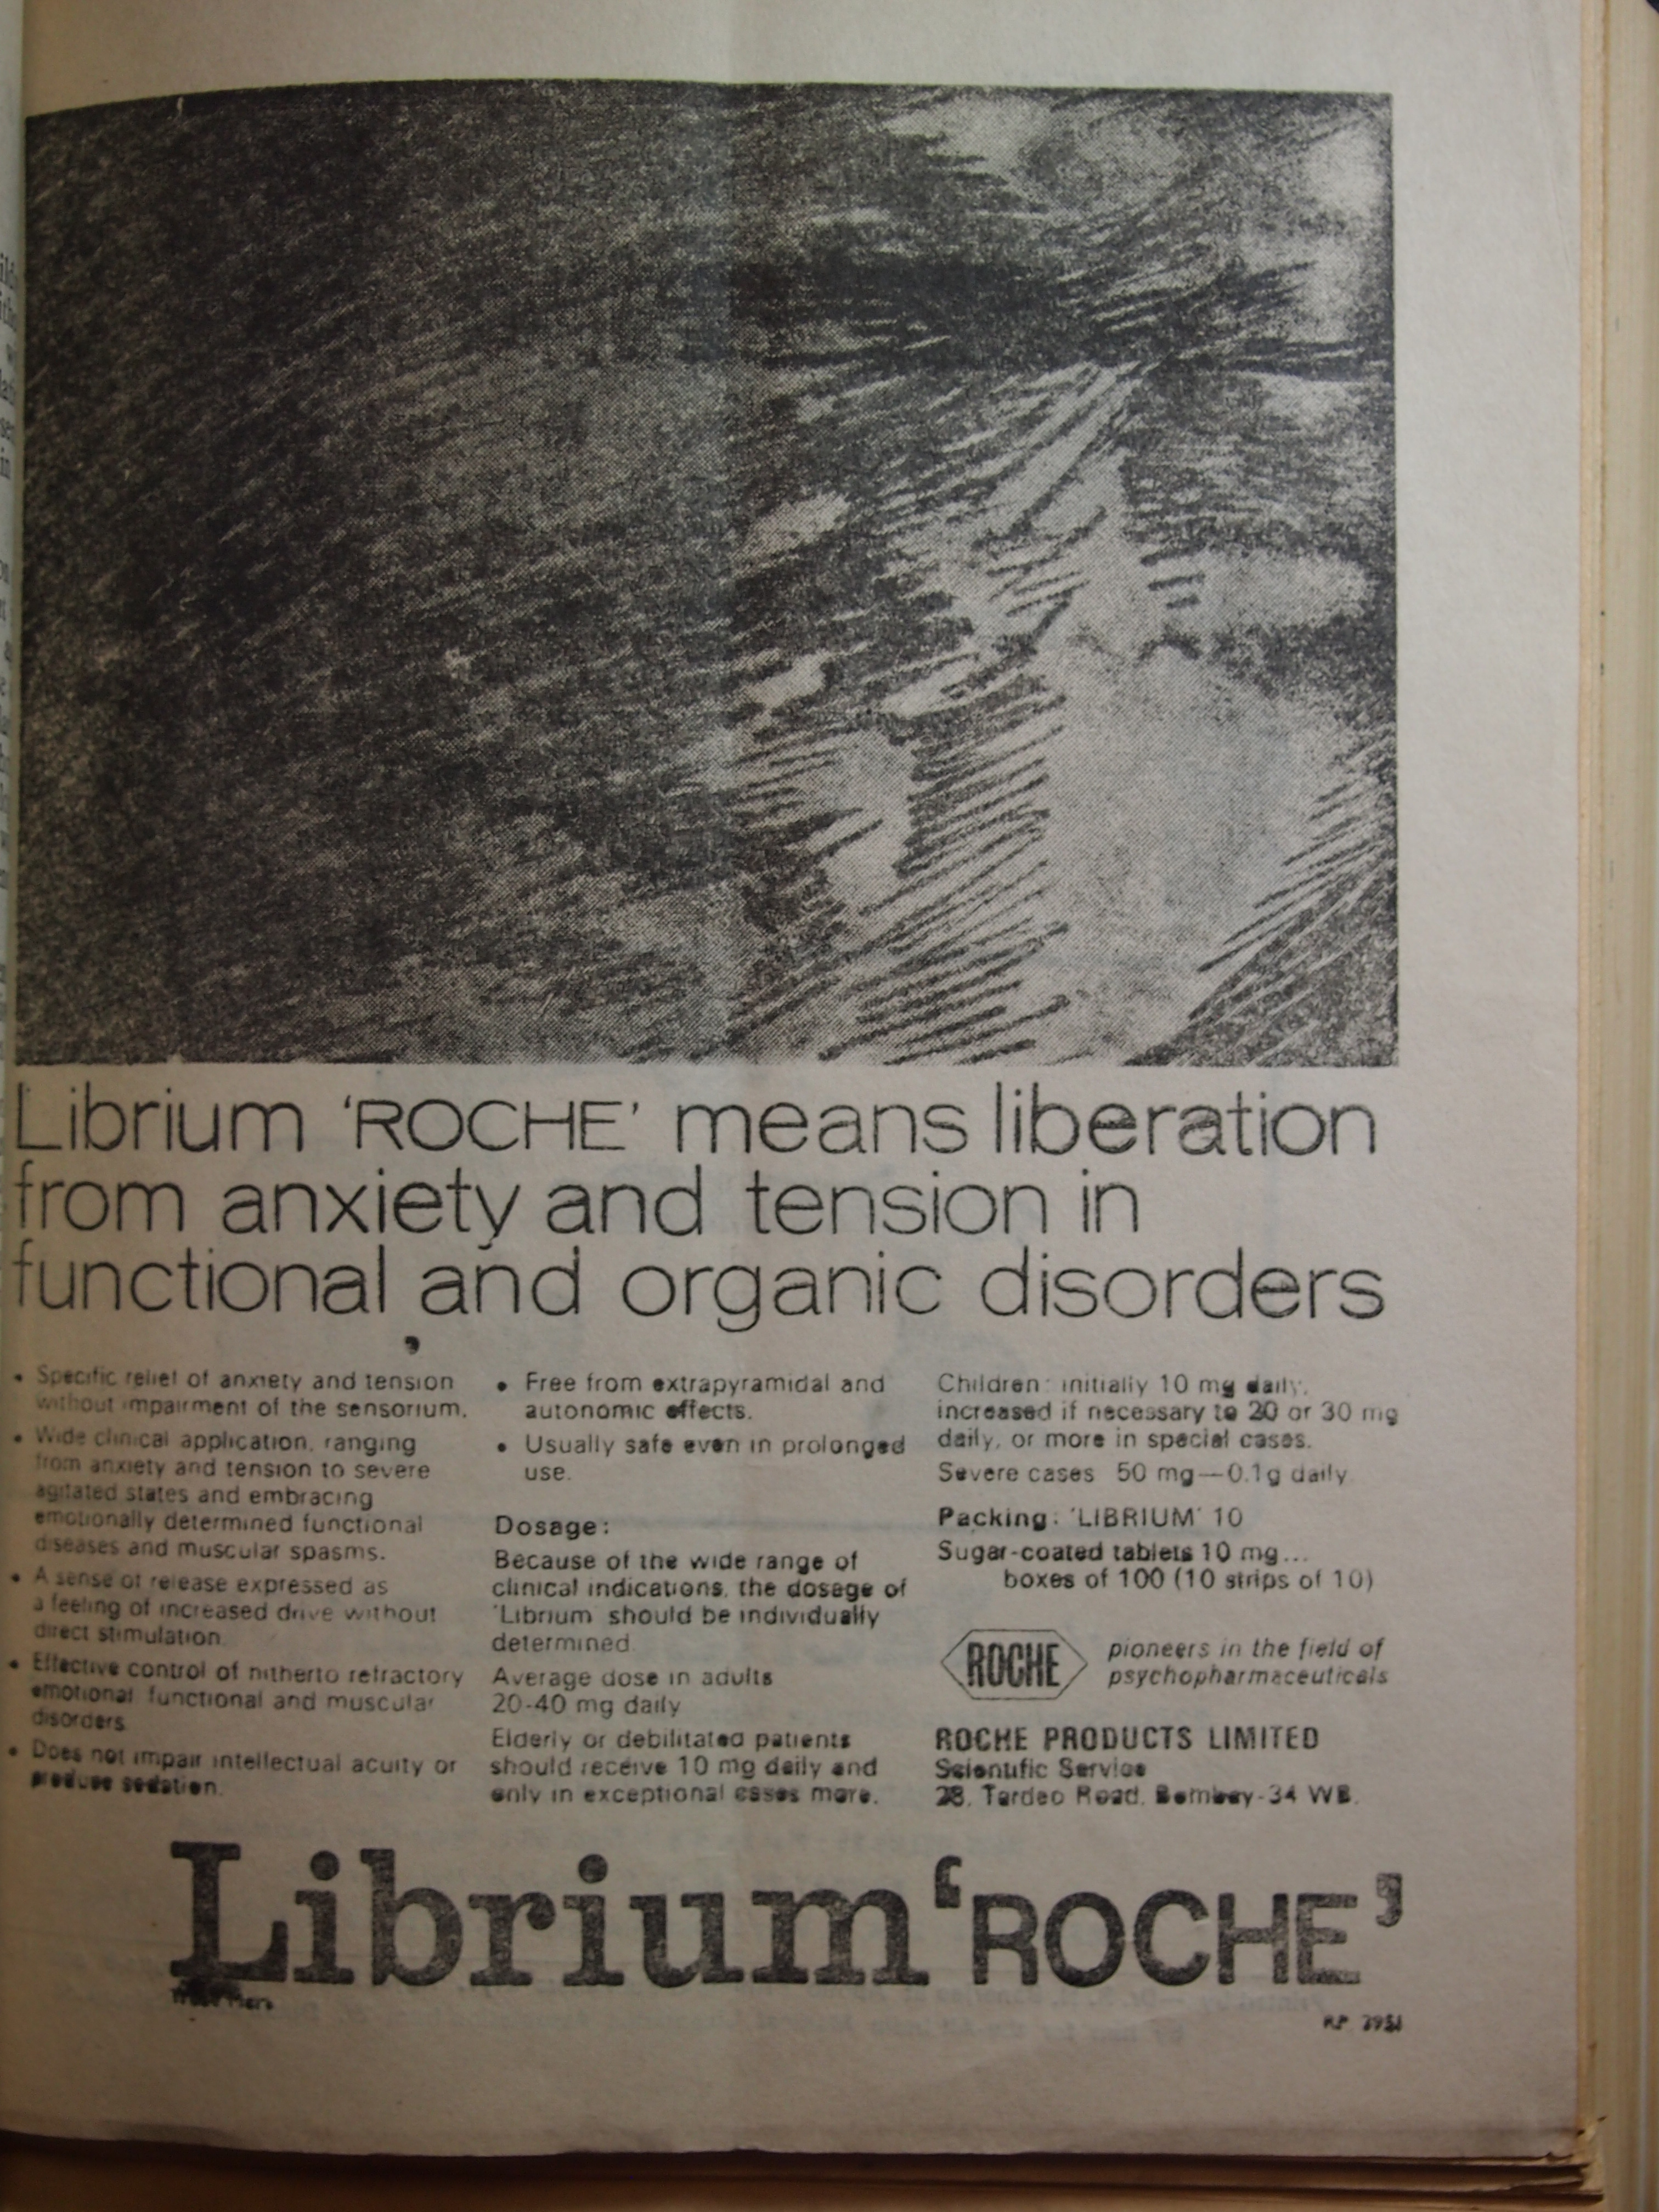 Librium 'ROCHE' means liberation
from anxiety and tension in
functional and organic disorders
• Specific relief of anxiety and tension
without impairment of the sensorium.
• Wide clinical application, ranging
from anxiety and tension to severe
agitated states and embracing
emotionally determined functional
diseases and muscular spasms.
• A sense of release expressed as
a feeling of increased drive without
direct stimulation.
• Effective control of hitherto refractory
emotional functional and muscular
disorders.
• Does not impair intellectual acuity or
produse sedation.
• Free from extrapyramidal and
autonomic effects.
• Usually safe even in prolonged
use.
Dosage:
Because of the wide range of
clinical indications, the dosage of
'Librium' should be individually
determined.
Average dose in adults
20-40 mg daily
Elderly or debilitated patients
should receive 10 mg daily and
only in exceptional cases more.
Children: initially 10 mg daily,
increased if necessary to 20 or 30 mg
daily, or more in special cases.
Severe cases 50 mg—0.1g daily
Packing: 'LIBRIUM' 10
Sugar-coated tablets 10 mg...
boxes of 100 (10 strips of 10)
ROCHE
pioneers in the field of
psychopharmaceuticals
ROCHE PRODUCTS LIMITED
Scientific Service
28, Tardeo Road, Bombay-34 WB.
Librium 'ROCHE'
Trade Mark